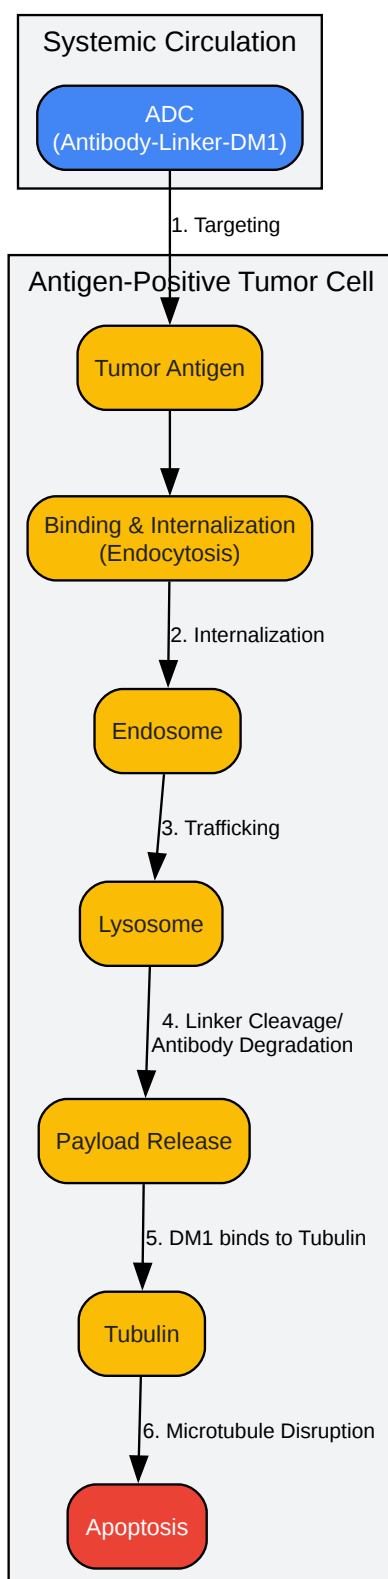 Systemic Circulation
ADC
(Antibody-Linker-DM1)
1. Targeting
Antigen-Positive Tumor Cell
Tumor Antigen
Binding & Internalization
(Endocytosis)
2. Internalization
Endosome
3. Trafficking
Lysosome
4. Linker Cleavage/
Antibody Degradation
Payload Release
5. DM1 binds to Tubulin
Tubulin
6. Microtubule Disruption
Apoptosis